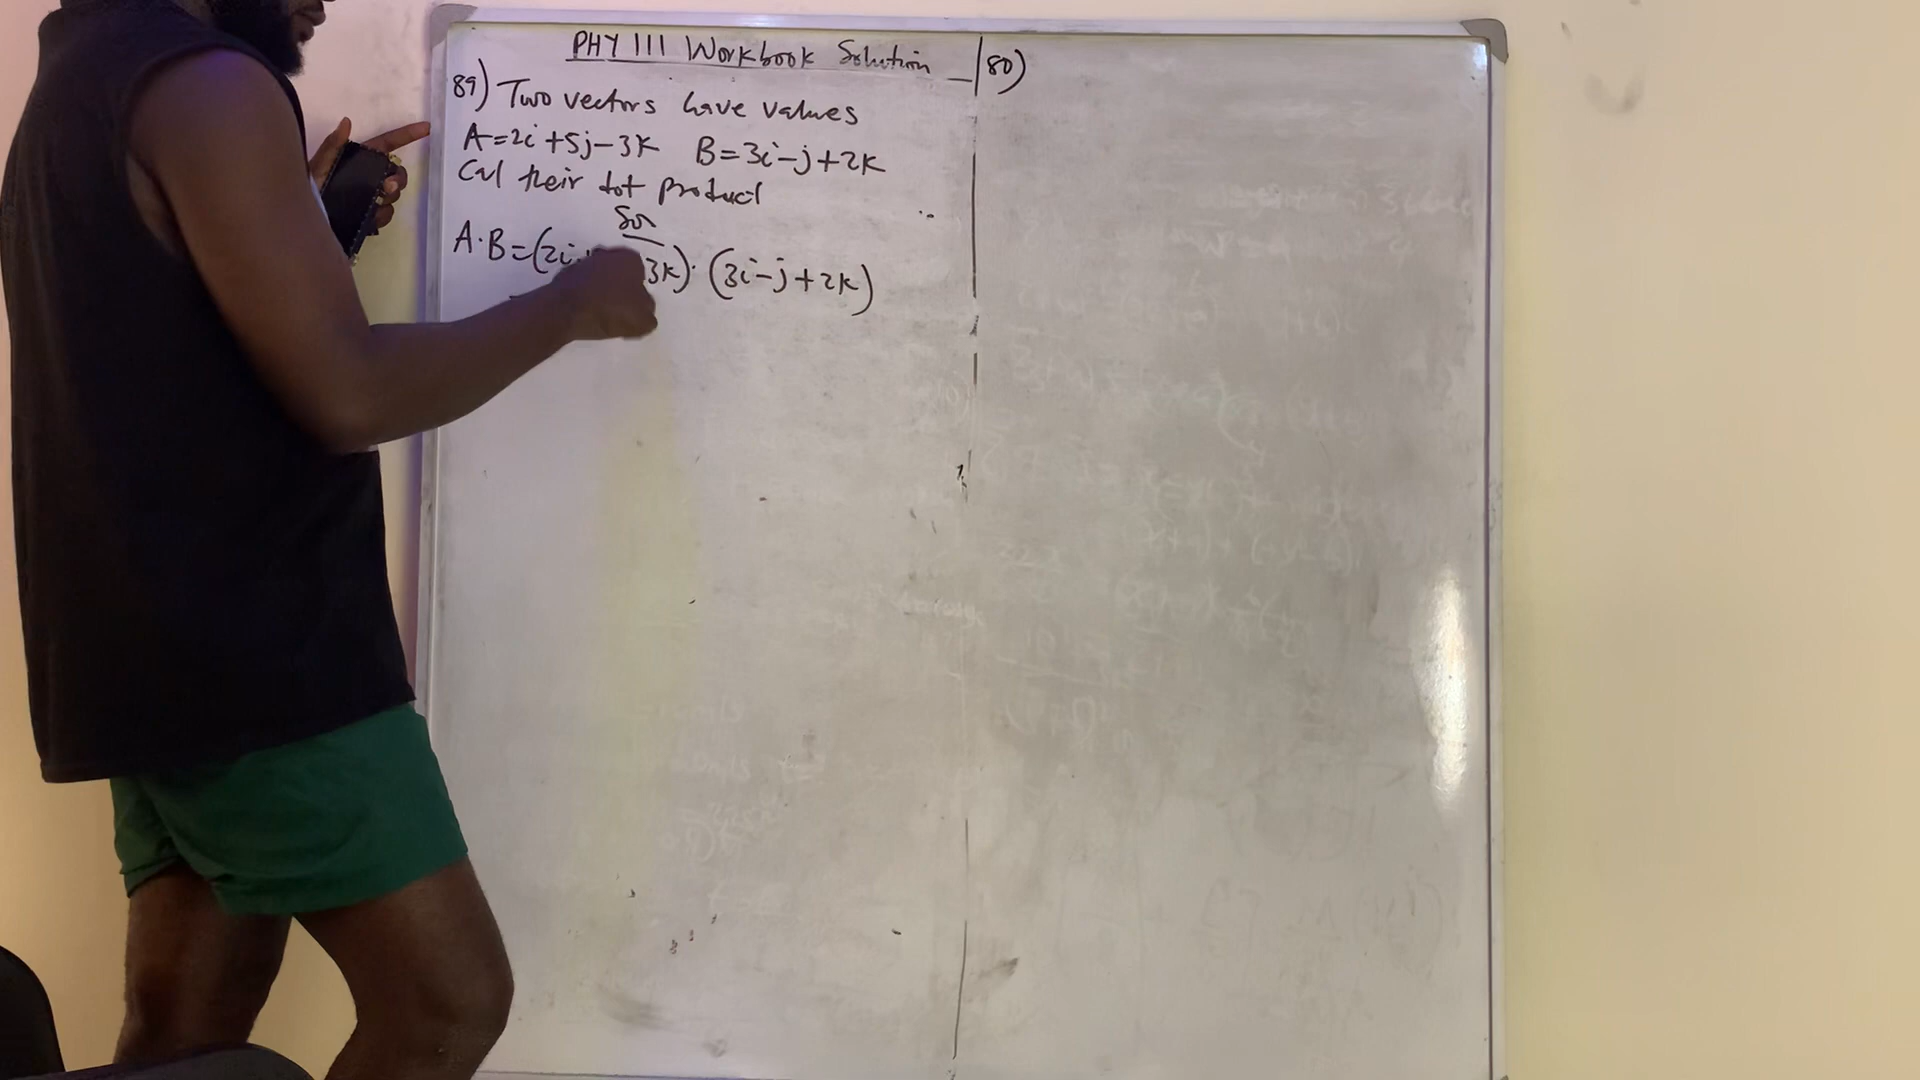 PHY 111 Workbook Solution
89) Two vectors have values
A=2i+5j-3k B=3i-j+2k
Cal their dot product
Son
A·B=(2i 3k)·(3i-j+2k)
80)